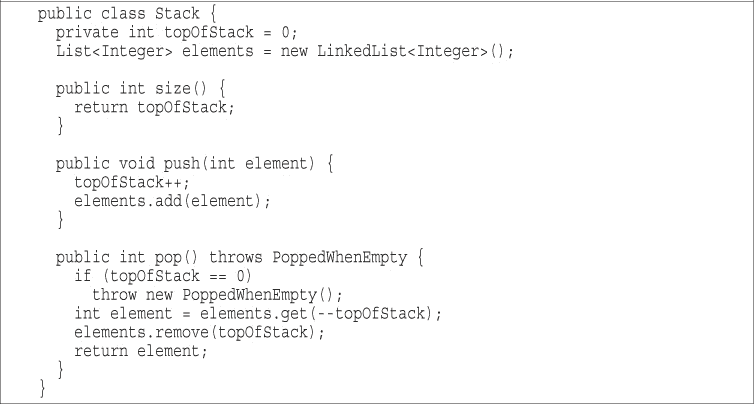 public class Stack {
private int topOfStack = 0;
List<Integer> elements = new LinkedList<Integer>();
public int size() {
return topOfStack;
}
public void push(int element) {
topOfStack++;
elements.add(element);
}
public int pop() throws PoppedWhenEmpty {
if (topOfStack == 0)
throw new PoppedWhenEmpty();
int element = elements.get(--topOfStack);
elements.remove(topOfStack);
return element;
}
}